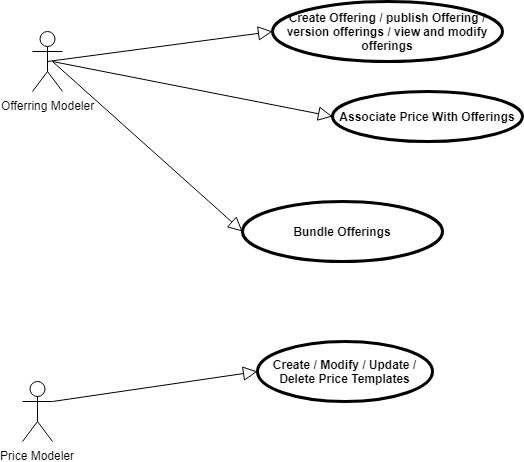 Create Offering / publish Offering /
version offerings / view and modify
offerings
Offerring Modeler
Associate Price With Offerings
Bundle Offerings
Create / Modify / Update /
Delete Price Templates
Price Modeler